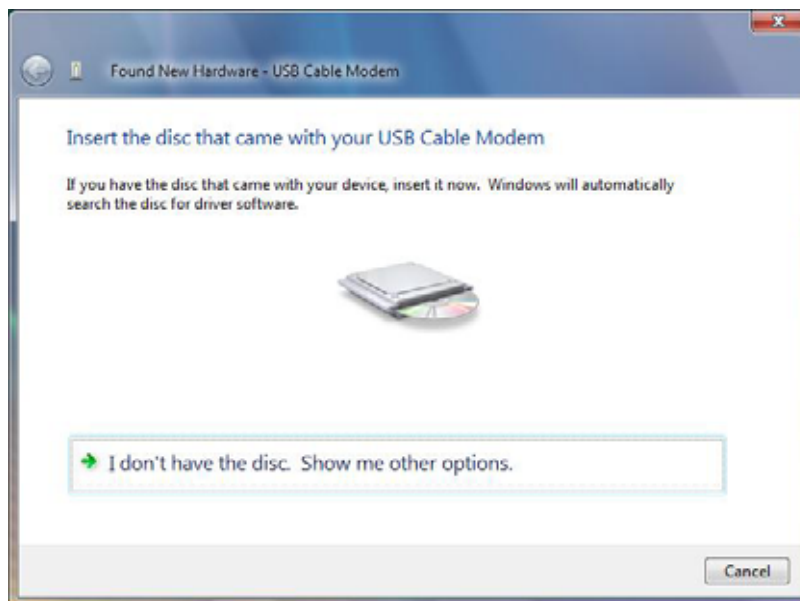 Found New Hardware - USB Cable Modem
Insert the disc that came with your USB Cable Modem
If you have the disc that came with your device, insert it now.  Windows will automatically
search the disc for driver software.
I don't have the disc.  Show me other options.
Cancel